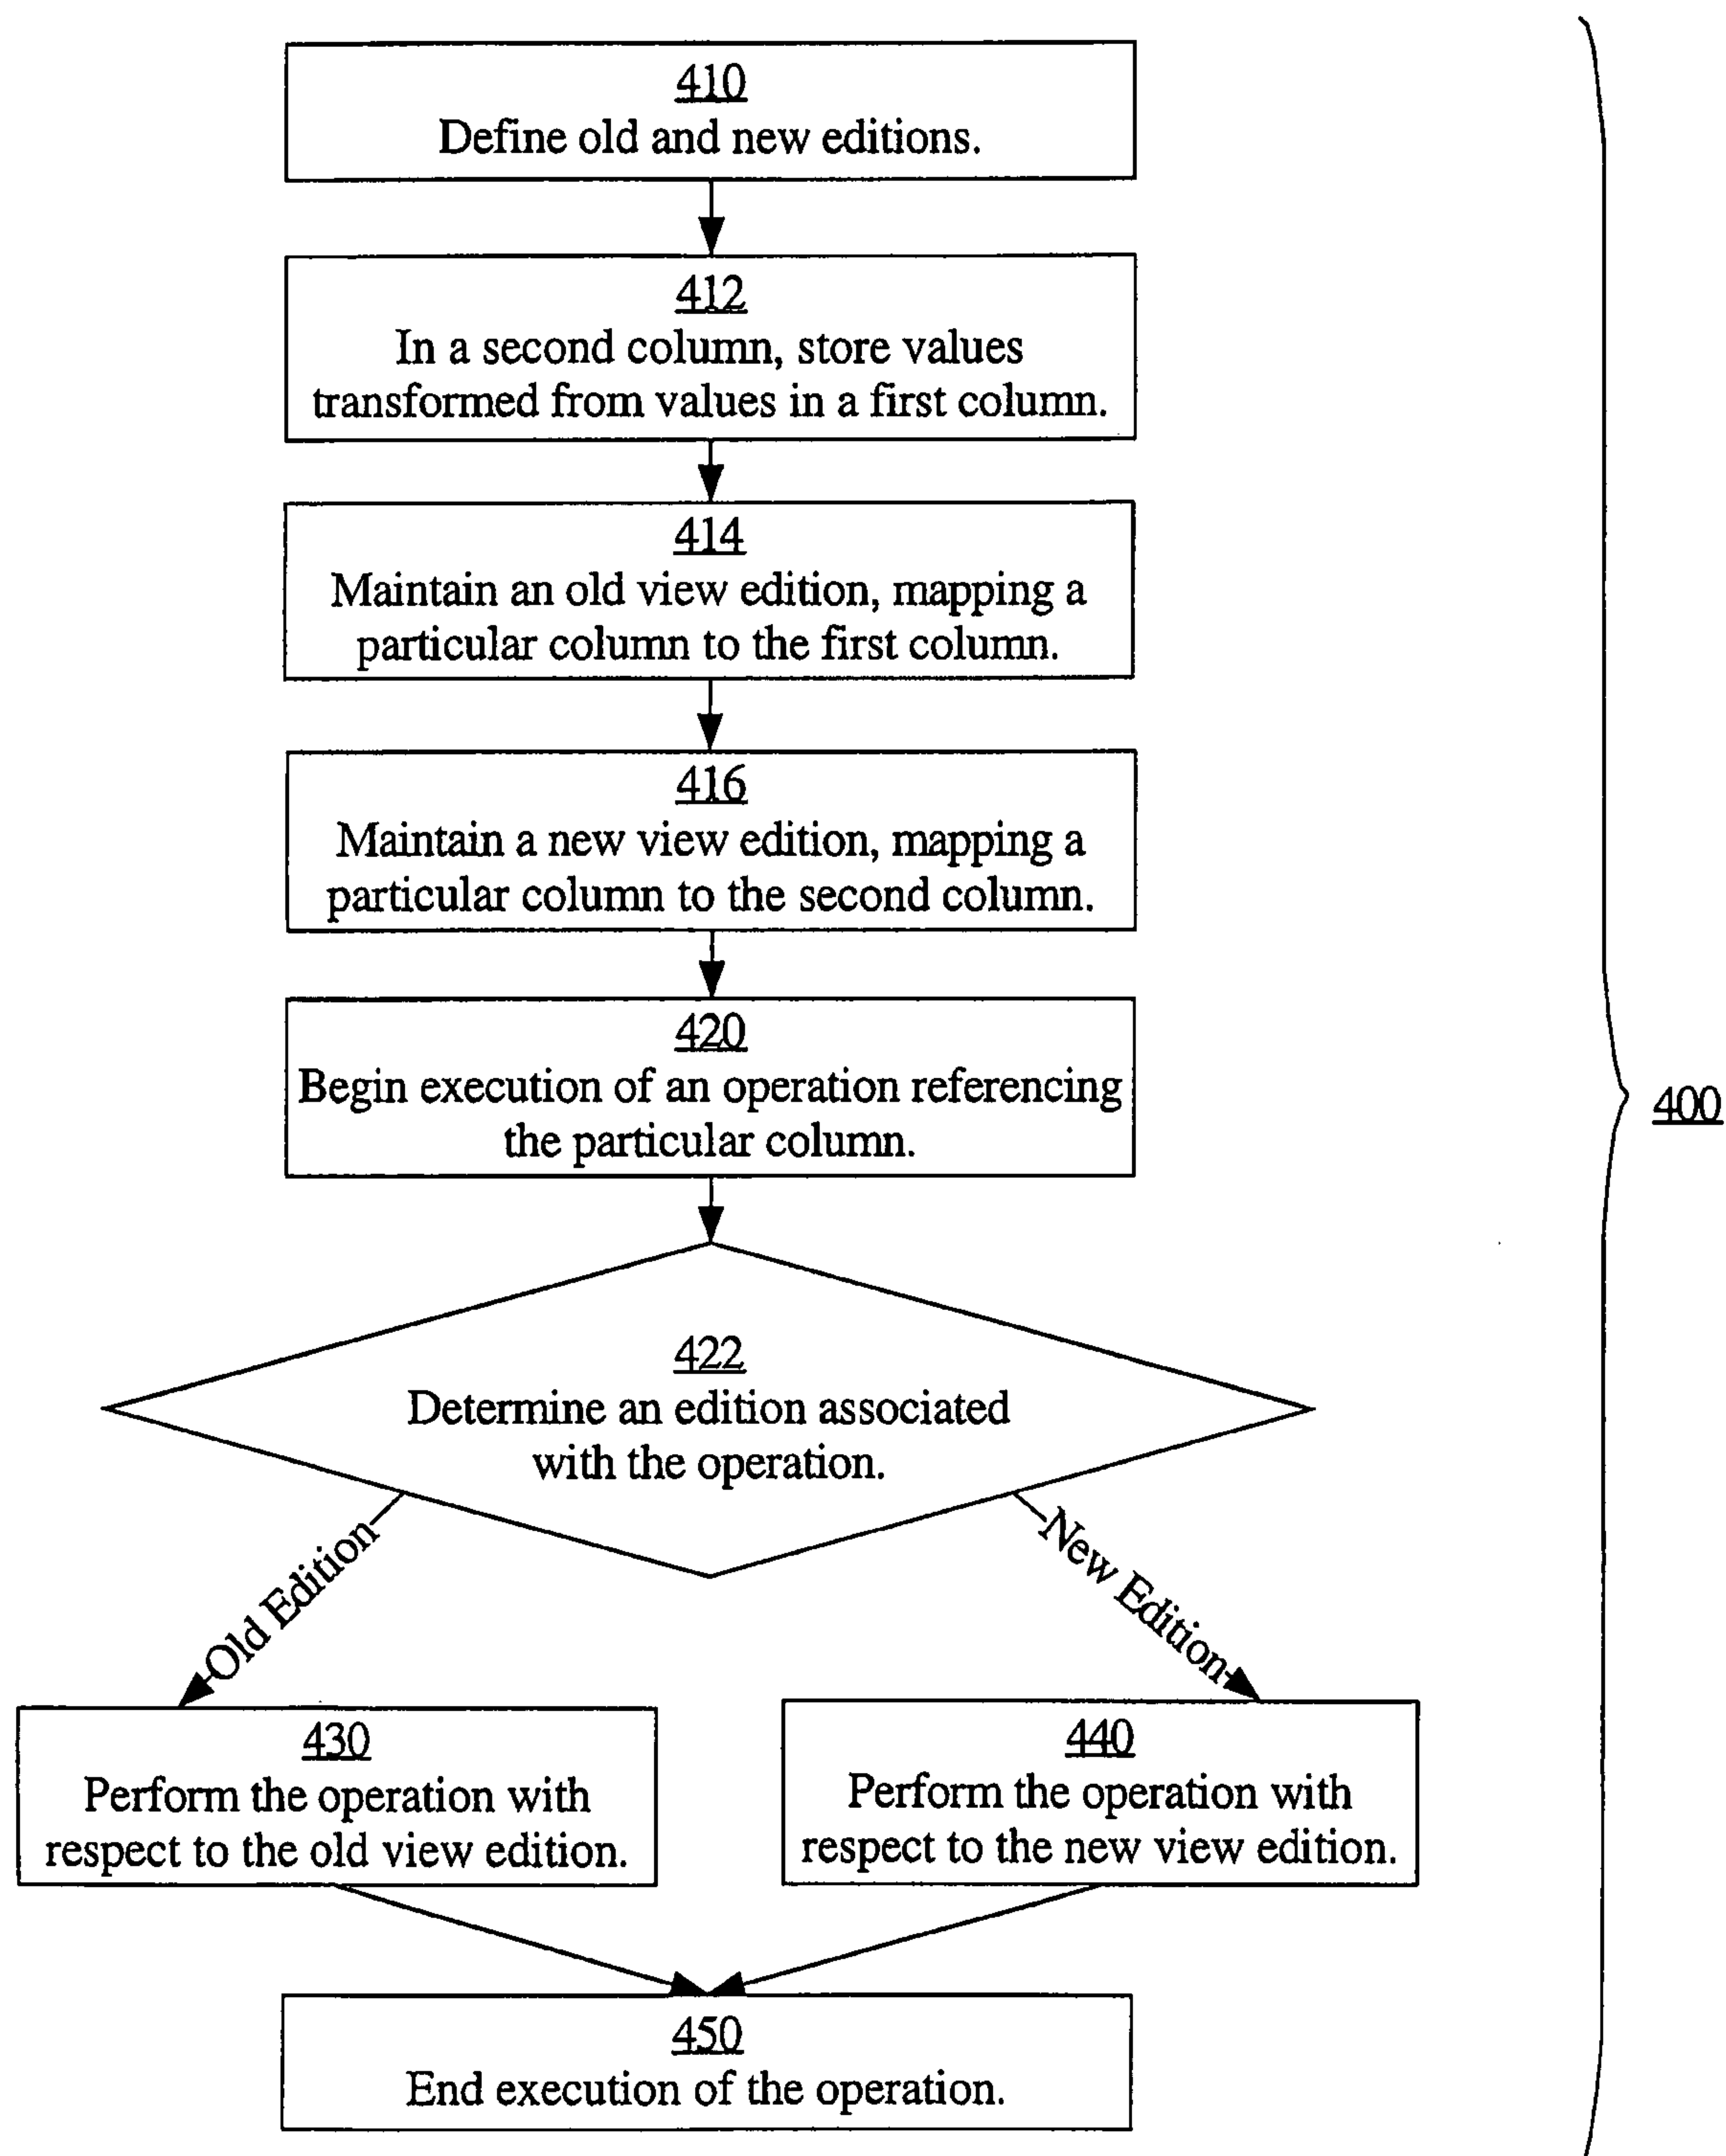 410
Define old and new editions.
412
In a second column, store values
transformed from values in a first column.
414
Maintain an old view edition, mapping a
particular column to the first column.
416
Maintain a new view edition, mapping a
particular column to the second column.
420
Begin execution of an operation referencing
the particular column.
400
422
Determine an edition associated
with the operation.
Old Edition
New Edition
430
Perform the operation with
respect to the old view edition.
440
Perform the operation with
respect to the new view edition.
450
End execution of the operation.